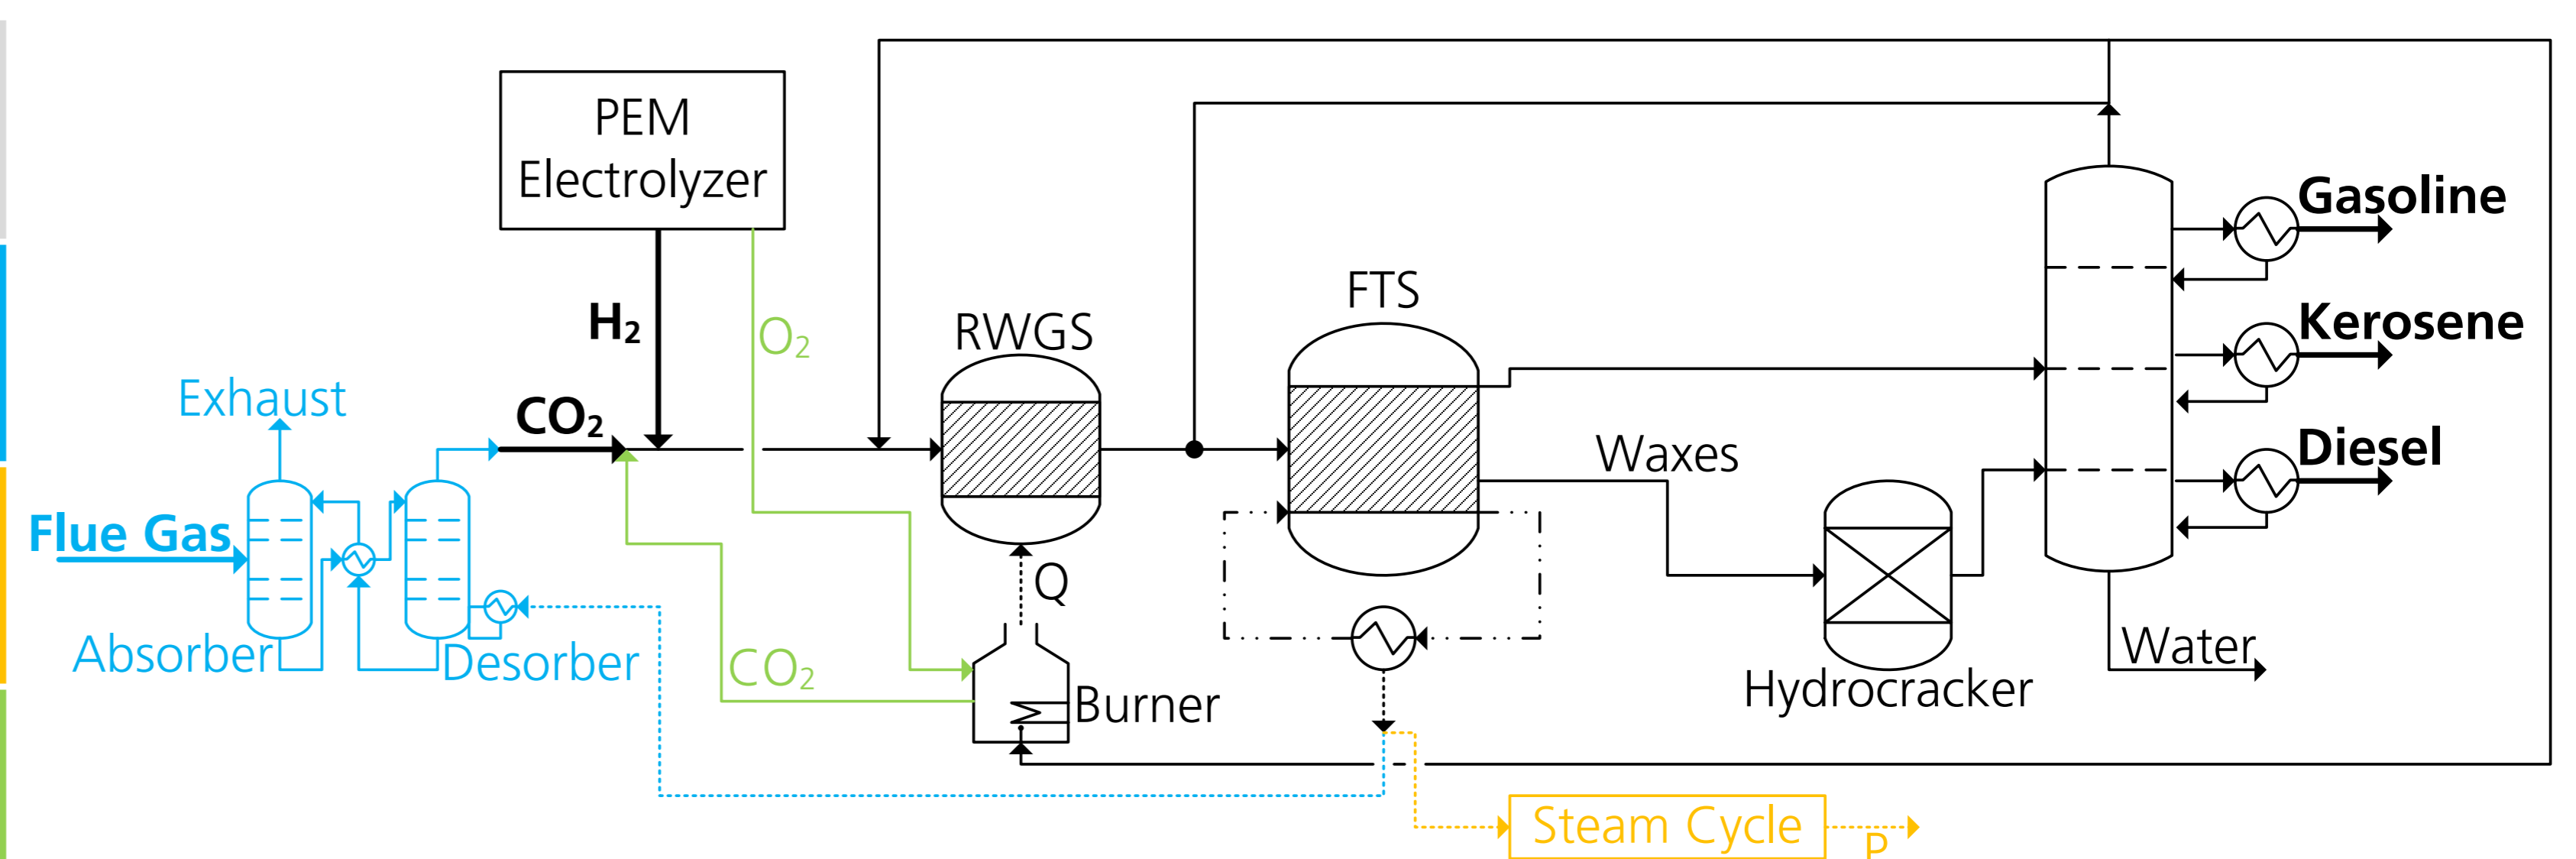 PEM
Electrolyzer
H₂
O₂
RWGS
FTS
Gasoline
Kerosene
Diesel
Exhaust
CO₂
Flue Gas
Waxes
Absorber
Desorber
Q
CO₂
Burner
Hydrocracker
Water
Steam Cycle
P